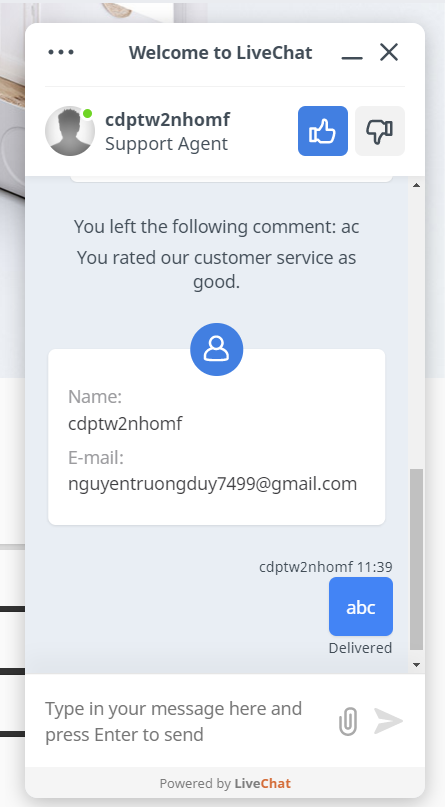 Welcome to LiveChat
cdptw2nhomf
Support Agent
You left the following comment: ac
You rated our customer service as
good.
Name:
cdptw2nhomf
E-mail:
nguyentruongduy7499@gmail.com
cdptw2nhomf 11:39
abc
Delivered
Type in your message here and
press Enter to send
Powered by LiveChat